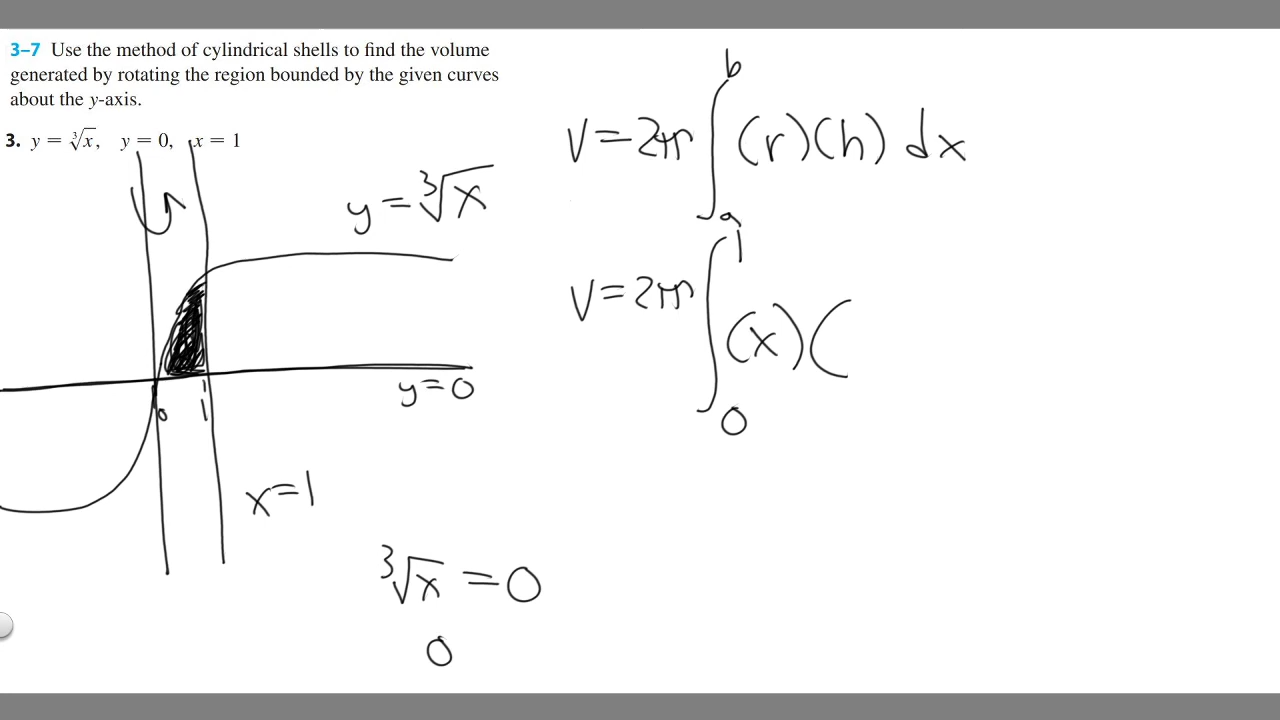 3–7 Use the method of cylindrical shells to find the volume
generated by rotating the region bounded by the given curves
about the y-axis.
3. y = ∛x, y = 0, x = 1
y = ∛x
y=0
0 1
x=1
∛x = 0
0
V=2π∫ₐᵇ (r)(h) dx
V=2π∫₀¹ (x)(